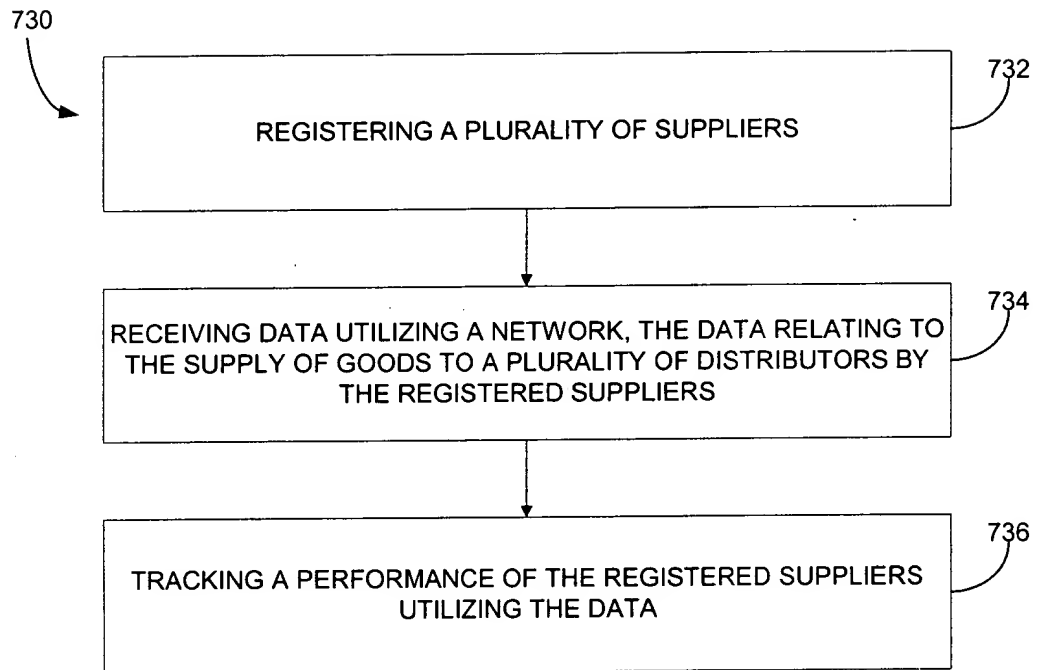 730
732
REGISTERING A PLURALITY OF SUPPLIERS
734
RECEIVING DATA UTILIZING A NETWORK, THE DATA RELATING TO
THE SUPPLY OF GOODS TO A PLURALITY OF DISTRIBUTORS BY
THE REGISTERED SUPPLIERS
736
TRACKING A PERFORMANCE OF THE REGISTERED SUPPLIERS
UTILIZING THE DATA